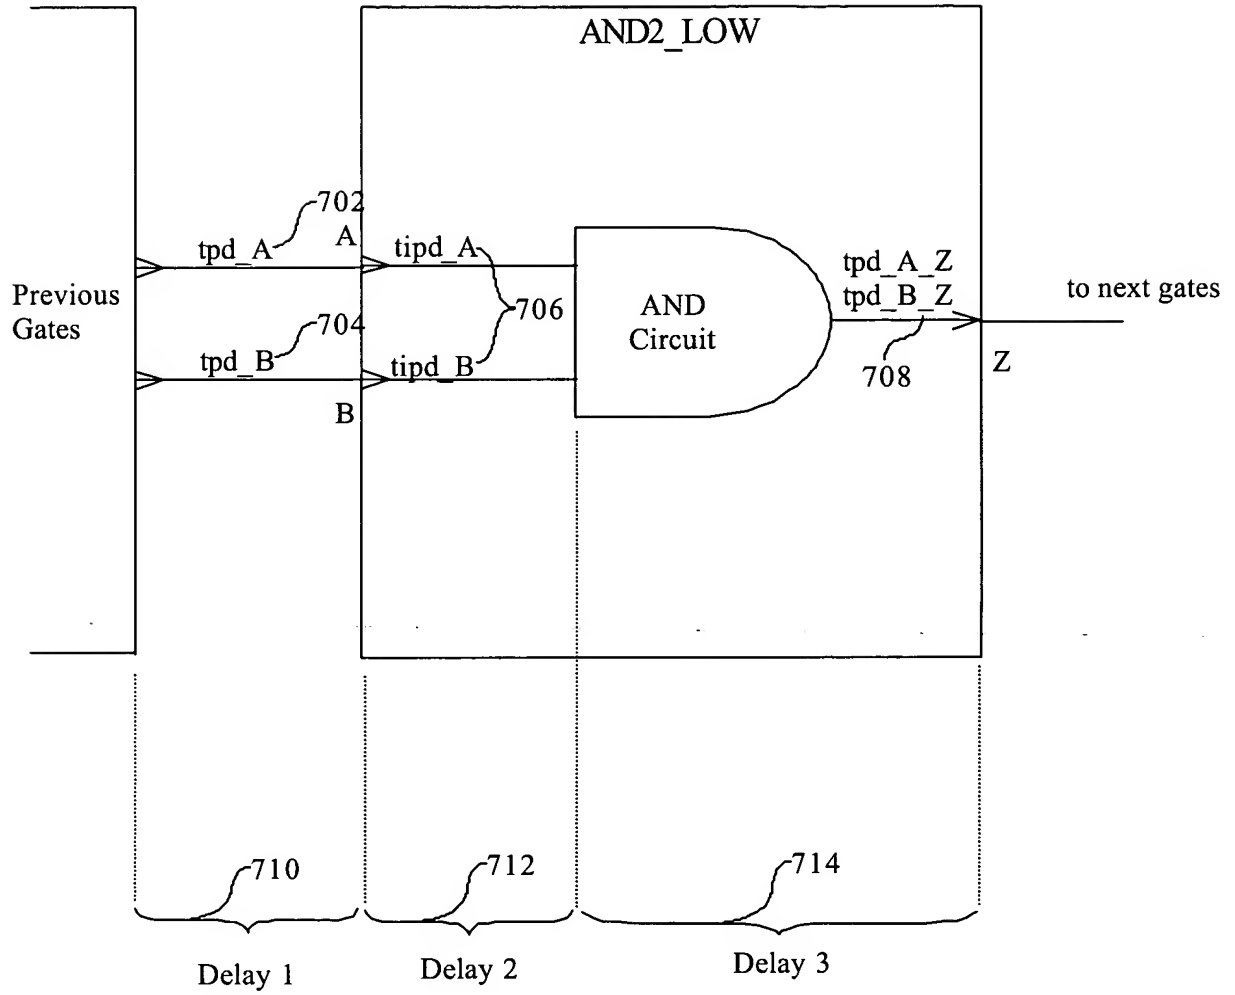 AND2_LOW
702
tpd_A
A
tipd_A
tpd_A_Z
tpd_B_Z
to next gates
Previous
Gates
706
AND
Circuit
704
tpd_B
tipd_B
708
Z
B
710
712
714
Delay 1
Delay 2
Delay 3